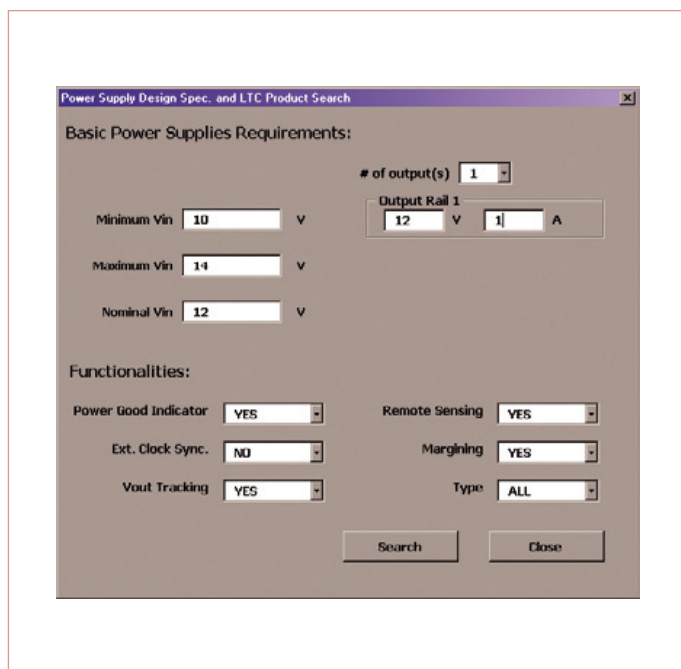 Power Supply Design Spec. and LTC Product Search
Basic Power Supplies Requirements:
# of output(s) 1
Output Rail 1
Minimum Vin 10 V 12 V 1 A
Maximum Vin 14 V
Nominal Vin 12 V
Functionalities:
Power Good Indicator YES Remote Sensing YES
Ext. Clock Sync. NO Margining YES
Vout Tracking YES Type ALL
Search Close